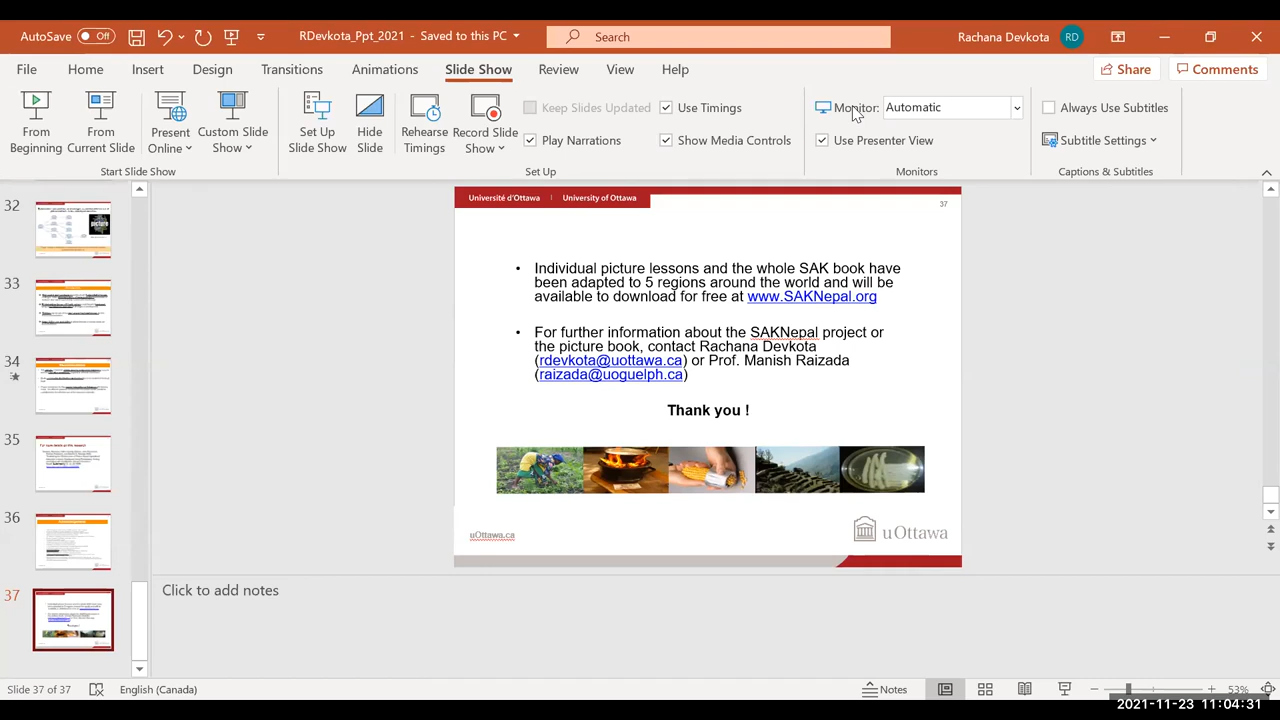 AutoSave Off RDevkota_Ppt_2021 - Saved to this PC Search Rachana Devkota RD
File Home Insert Design Transitions Animations Slide Show Review View Help Share Comments
From Beginning
From Current Slide
Present Online
Custom Slide Show
Set Up Slide Show
Hide Slide
Rehearse Timings
Record Slide Show
Keep Slides Updated
Play Narrations
Use Timings
Show Media Controls
Monitor: Automatic
Use Presenter View
Always Use Subtitles
Subtitle Settings
Start Slide Show Set Up Monitors Captions & Subtitles
32
33
34
35
36
37
Université d'Ottawa | University of Ottawa
37
• Individual picture lessons and the whole SAK book have
been adapted to 5 regions around the world and will be
available to download for free at www.SAKNepal.org
• For further information about the SAKNepal project or
the picture book, contact Rachana Devkota
(rdevkota@uottawa.ca) or Prof. Manish Raizada
(raizada@uoguelph.ca)
Thank you !
uOttawa.ca
uOttawa
Click to add notes
Slide 37 of 37 English (Canada) Notes 53%
2021-11-23 11:04:31